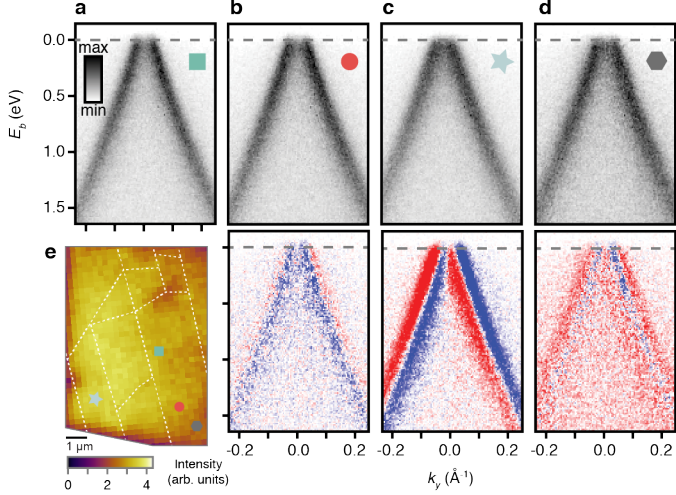 a b c d
max
min
0.0
0.5
1.0
1.5
E_b (eV)
e
1 μm
0 2 4
Intensity
(arb. units)
-0.2 0.0 0.2
-0.2 0.0 0.2
-0.2 0.0 0.2
k_y (Å⁻¹)